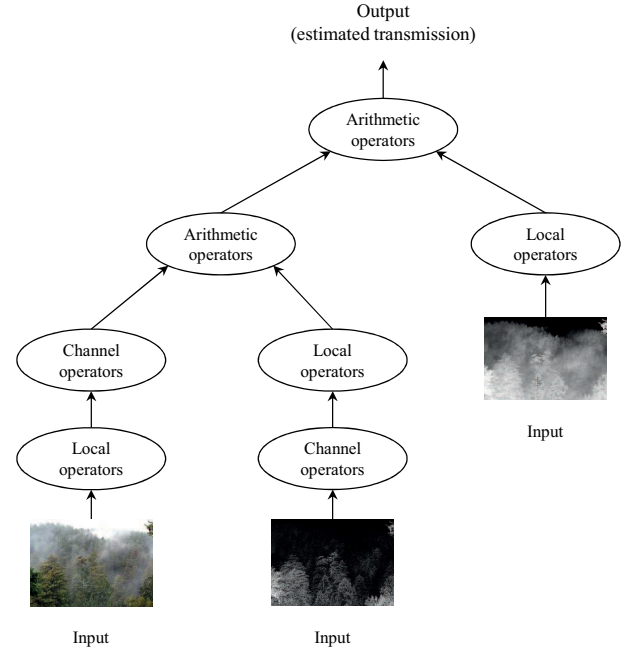 Output
(estimated transmission)
Arithmetic
operators
Arithmetic
operators
Local
operators
Channel
operators
Local
operators
Input
Local
operators
Channel
operators
Input
Input